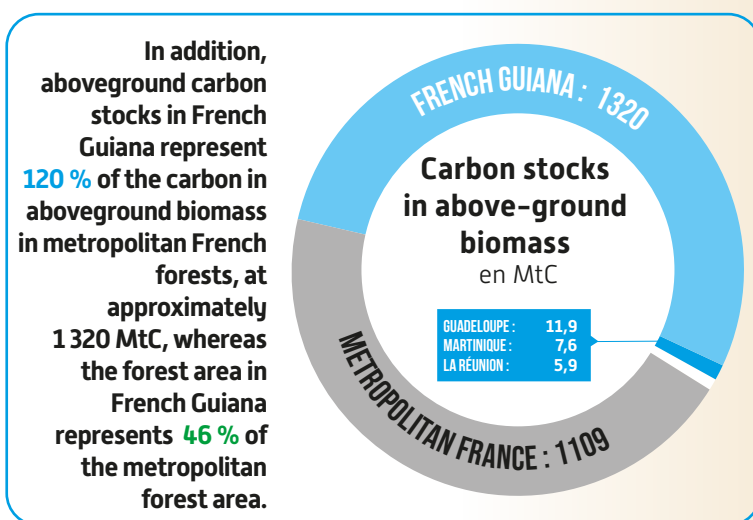 In addition,
aboveground carbon
stocks in French
Guiana represent
120 % of the carbon in
aboveground biomass
in metropolitan French
forests, at
approximately
1 320 MtC, whereas
the forest area in
French Guiana
represents 46 % of
the metropolitan
forest area.
FRENCH GUIANA : 1320
Carbon stocks
in above-ground
biomass
en MtC
GUADELOUPE : 11,9
MARTINIQUE : 7,6
LA RÉUNION : 5,9
METROPOLITAN FRANCE : 1109